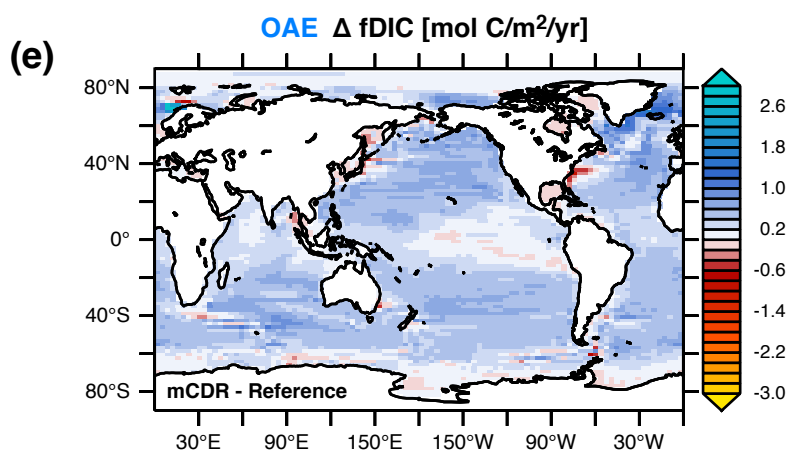 (e)
OAE Δ fDIC [mol C/m²/yr]
80°N
40°N
0°
40°S
80°S
mCDR - Reference
30°E 90°E 150°E 150°W 90°W 30°W
2.6
1.8
1.0
0.2
-0.6
-1.4
-2.2
-3.0